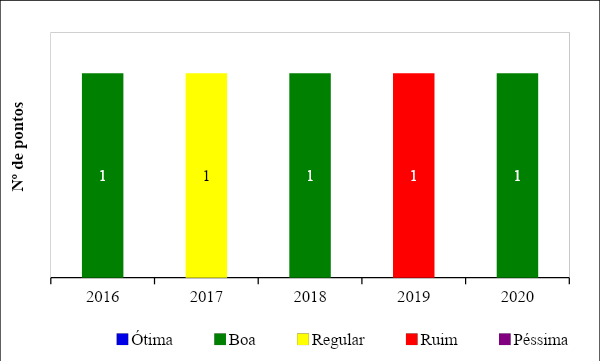 Nº de pontos
1 1 1 1 1
2016 2017 2018 2019 2020
Ótima Boa Regular Ruim Péssima